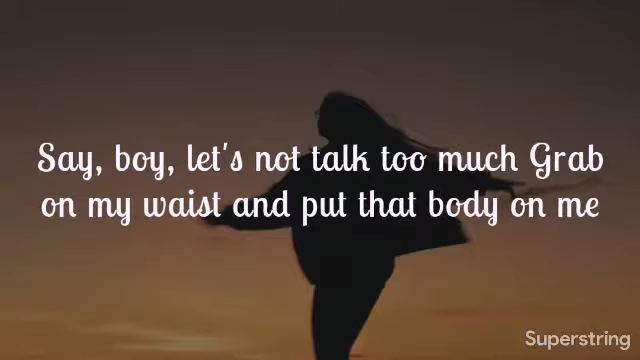 Say, boy, let's not talk too much Grab
on my waist and put that body on me
Superstring